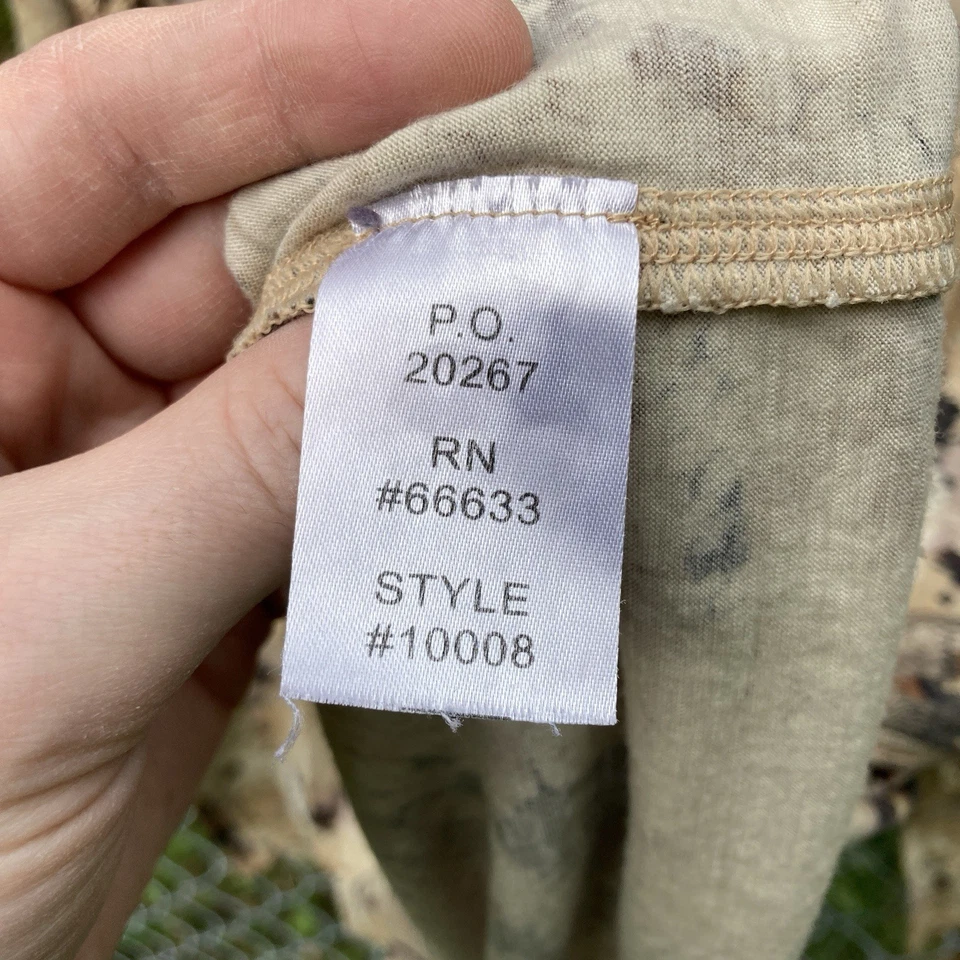 P.O.
20267
RN
#66633
STYLE
#10008